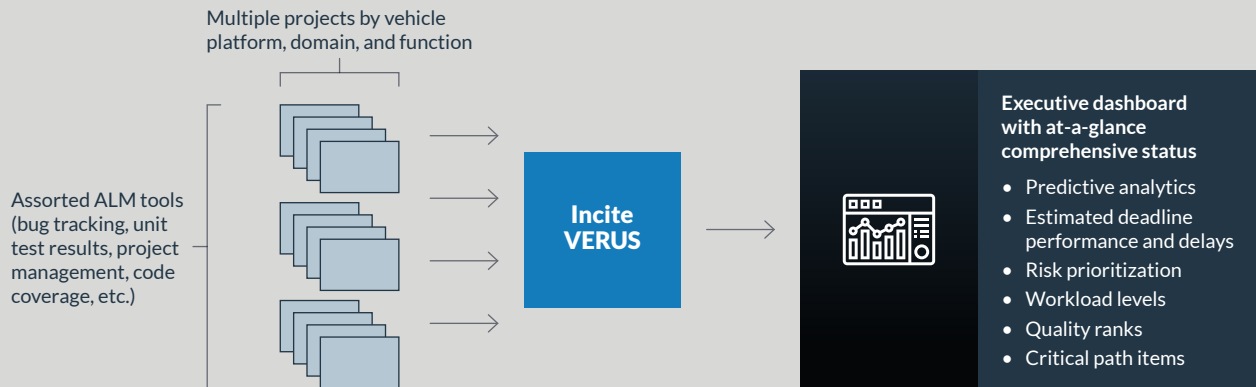 Multiple projects by vehicle
platform, domain, and function
Assorted ALM tools
(bug tracking, unit
test results, project
management, code
coverage, etc.)
Incite
VERUS
Executive dashboard
with at-a-glance
comprehensive status
• Predictive analytics
• Estimated deadline
performance and delays
• Risk prioritization
• Workload levels
• Quality ranks
• Critical path items